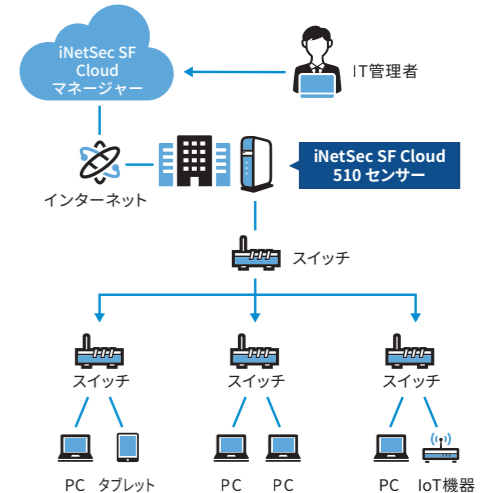 iNetSec SF
Cloud
マネージャー
IT管理者
iNetSec SF Cloud
510 センサー
インターネット
スイッチ
スイッチ
スイッチ
スイッチ
PC
タブレット
PC
PC
PC
IoT機器